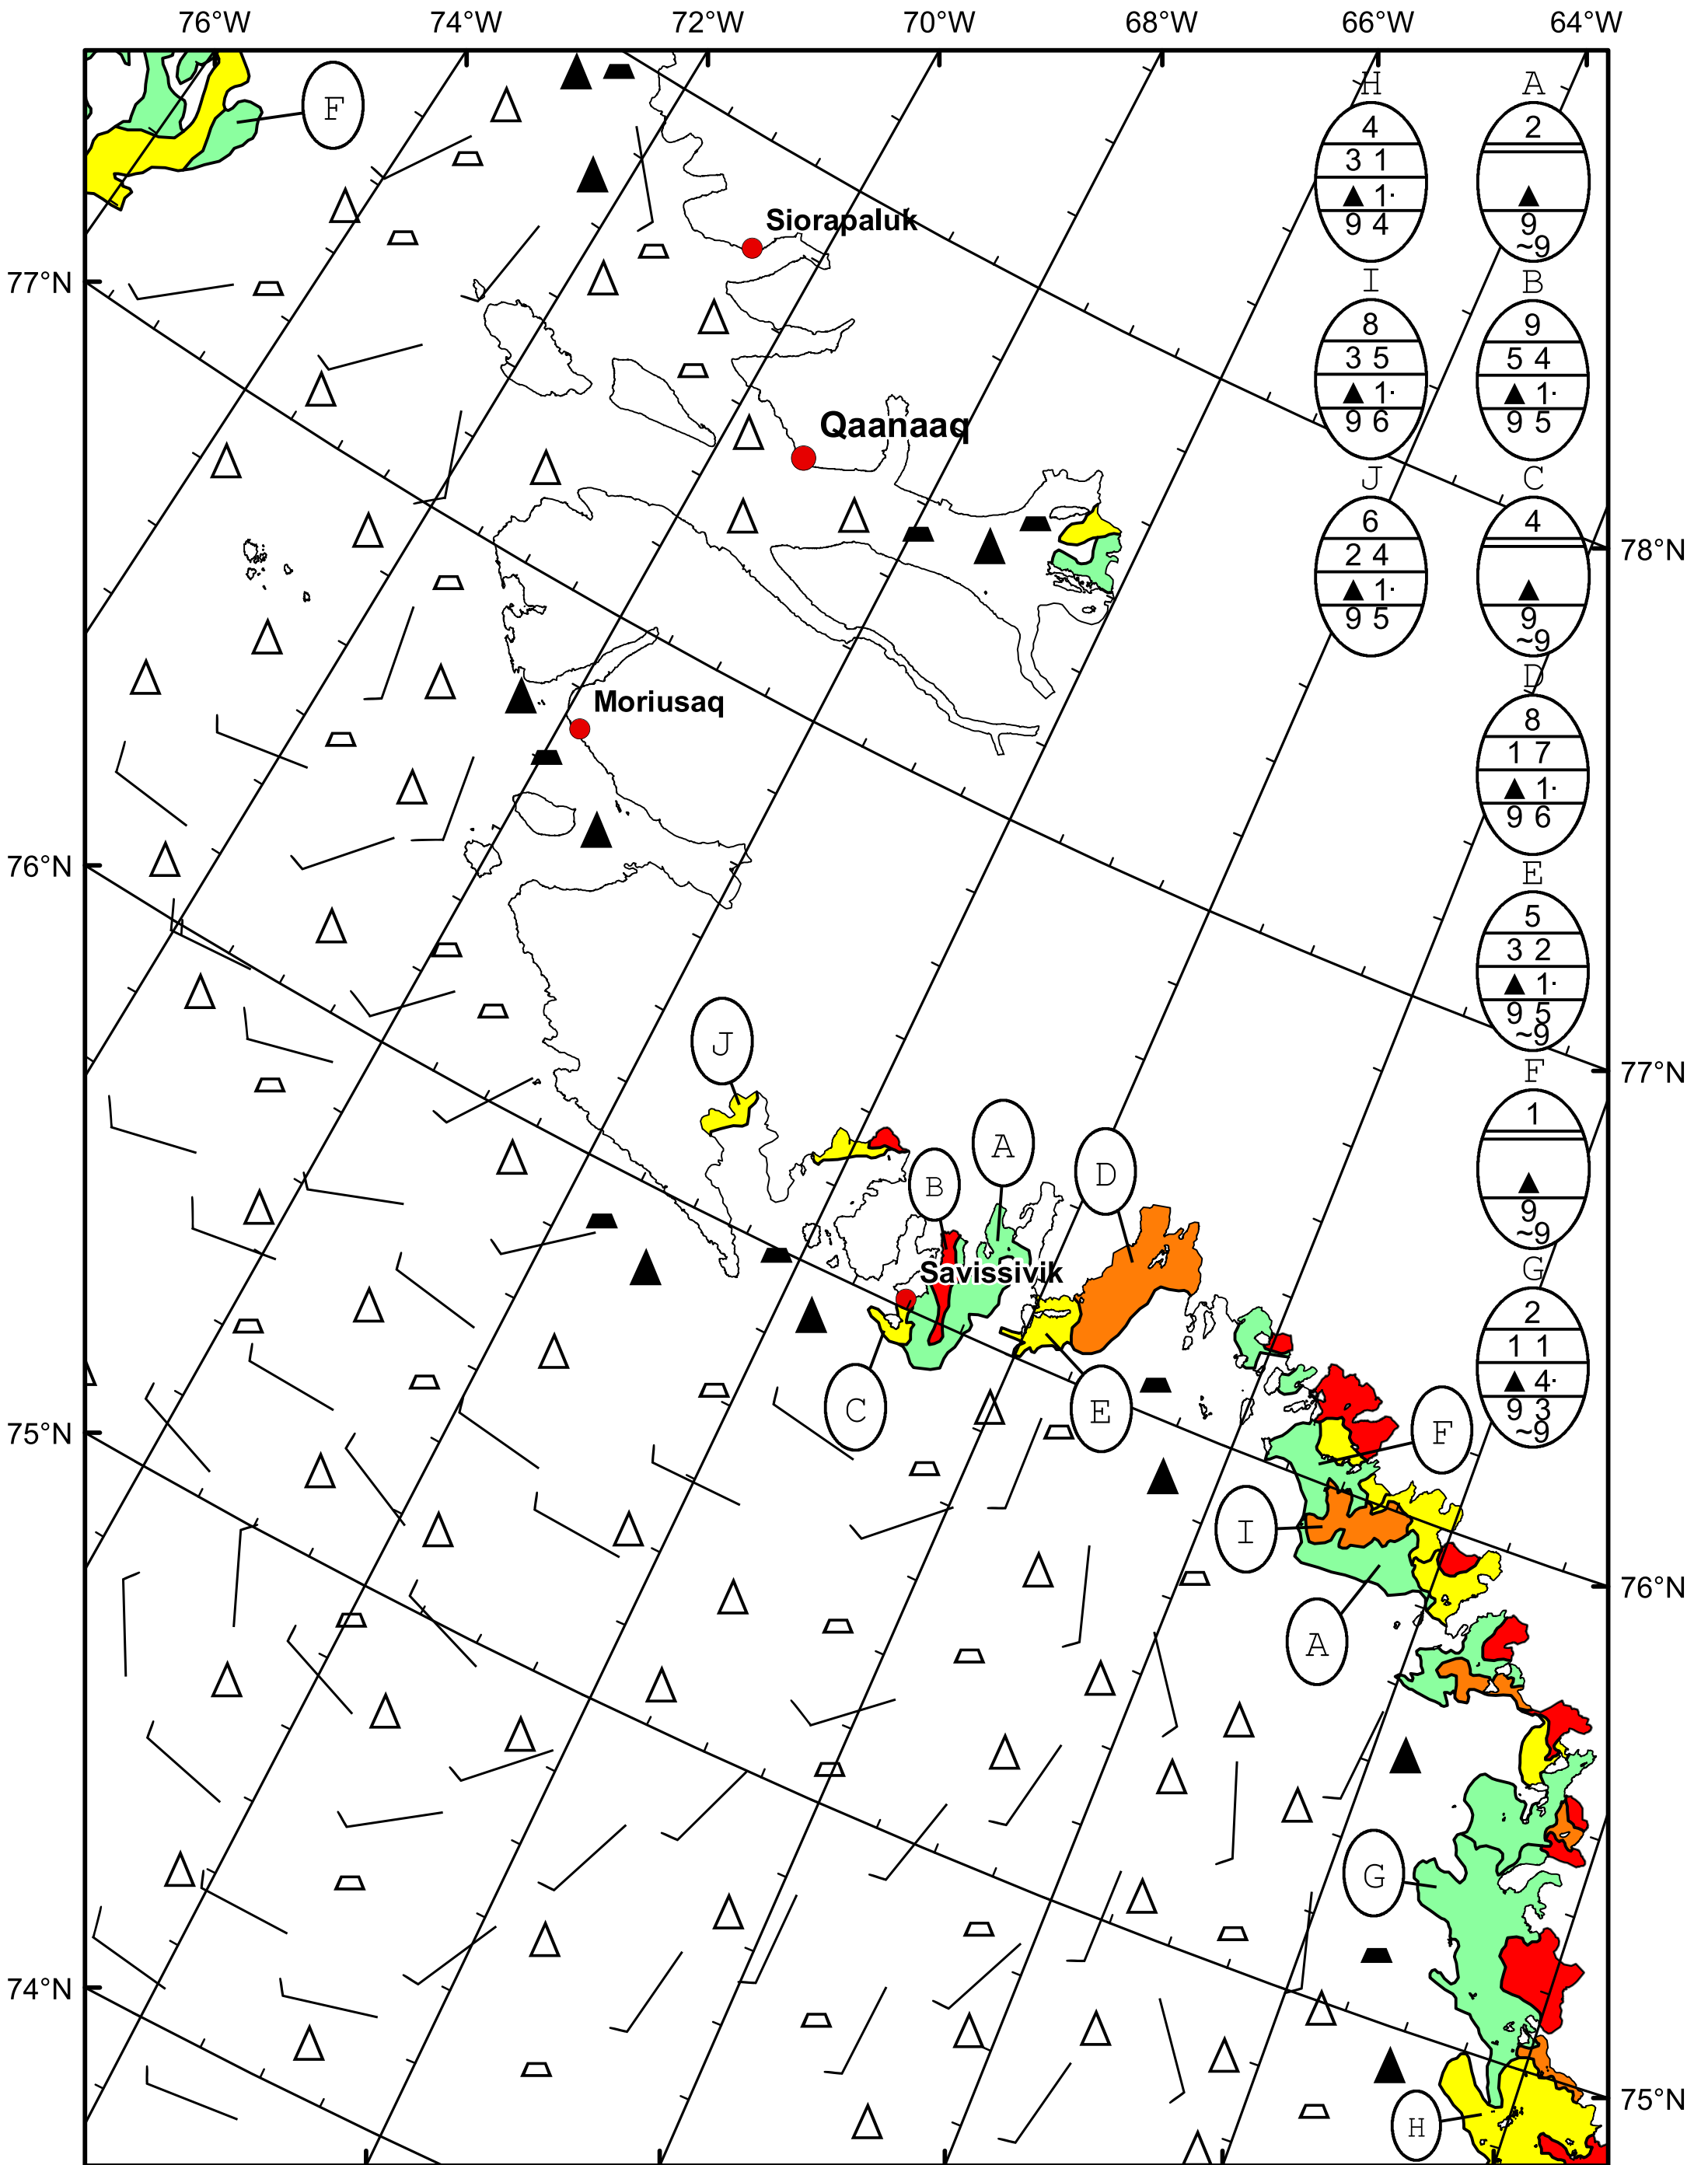 76°W 74°W 72°W 70°W 68°W 66°W 64°W
H A
F
4 2
3 1
▲ 1·
▲
9 4 9
~9
Siorapaluk
77°N
I B
8 9
3 5 5 4
▲ 1· ▲ 1·
9 6 9 5
Qaanaaq
J C
6 4
2 4
▲ 1· ▲
9 5 9
~9
78°N
D
Moriusaq
8
1 7
▲ 1·
9 6
76°N
E
5
3 2
▲ 1·
9 5
~9
J
F
77°N
1
▲
9
~9
A
D
B
Savissivik
G
2
1 1
▲ 4·
9 3
~9
C
E
F
75°N
I
76°N
A
G
74°N
75°N
H